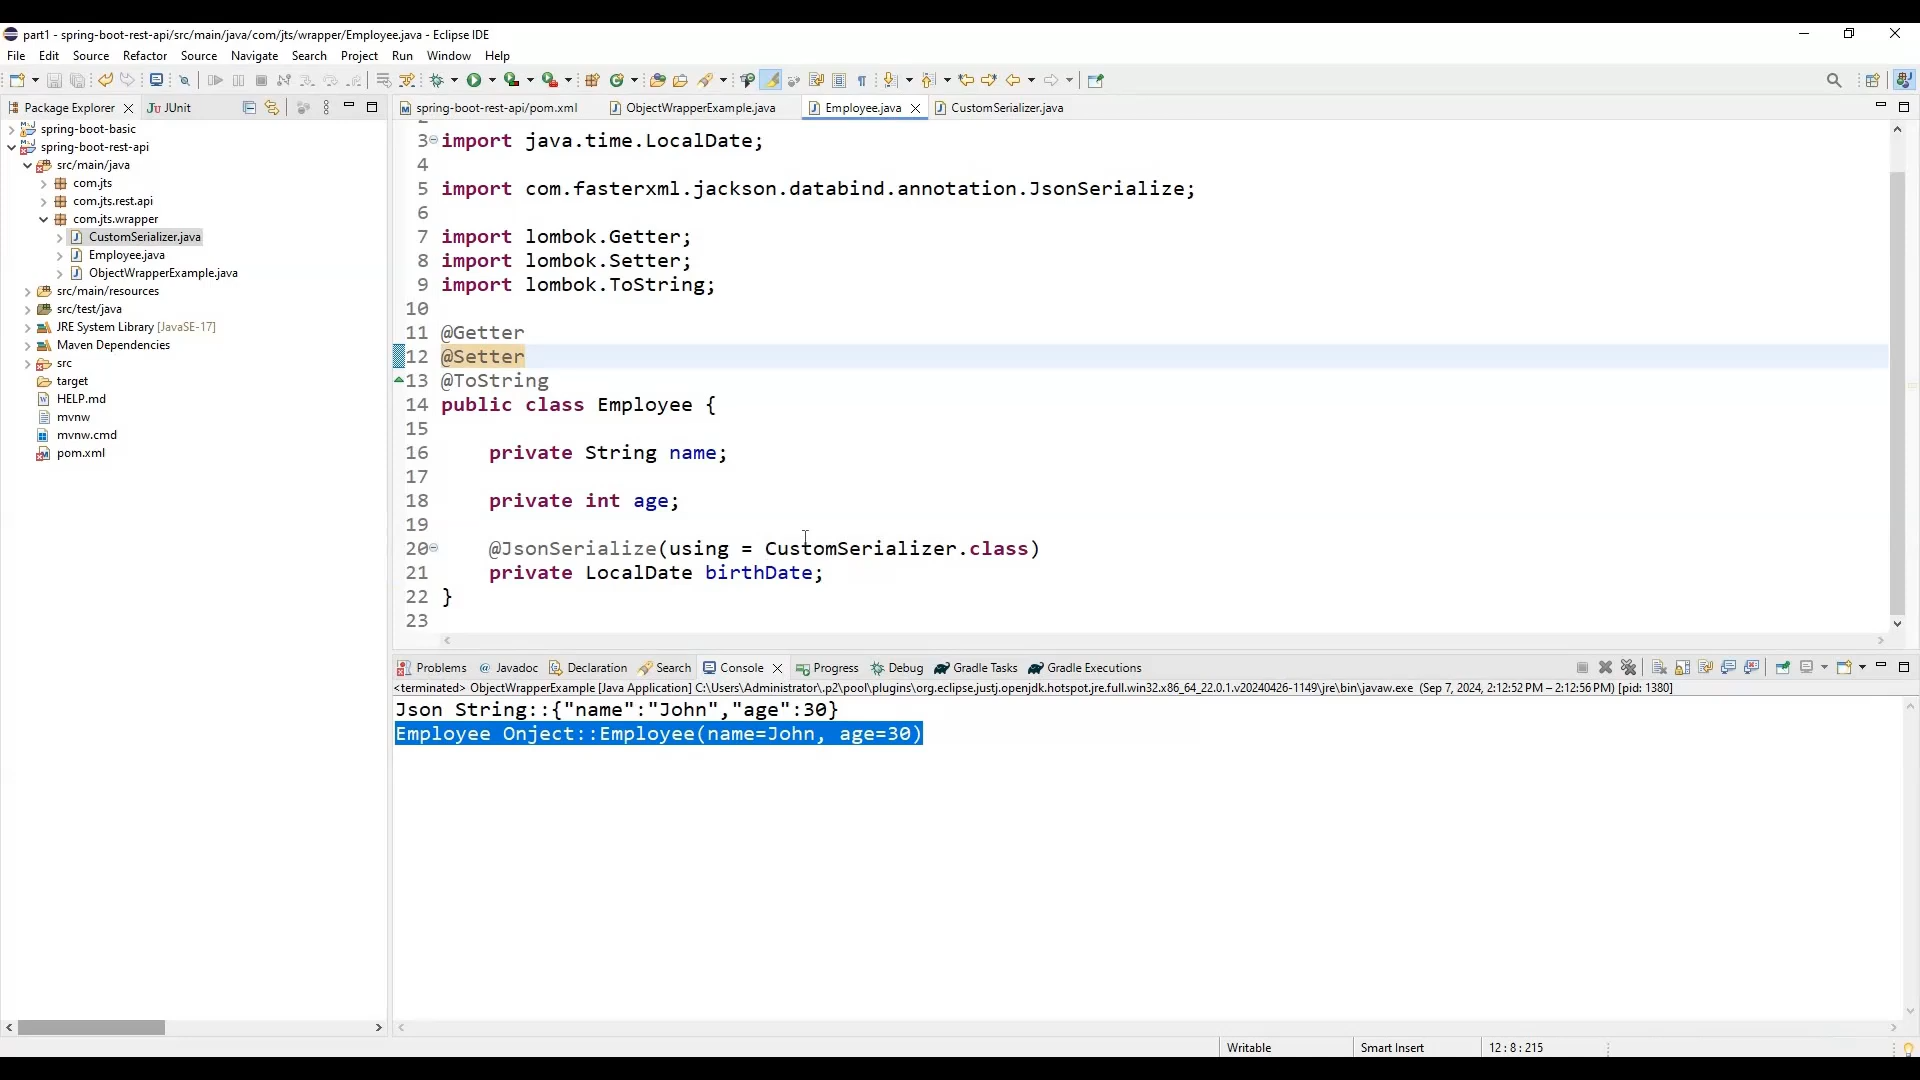 part1 - spring-boot-rest-api/src/main/java/com/jts/wrapper/Employee.java - Eclipse IDE
File Edit Source Refactor Source Navigate Search Project Run Window Help
Package Explorer
JUnit
spring-boot-basic
spring-boot-rest-api
src/main/java
com.jts
com.jts.rest.api
com.jts.wrapper
CustomSerializer.java
Employee.java
ObjectWrapperExample.java
src/main/resources
src/test/java
JRE System Library [JavaSE-17]
Maven Dependencies
src
target
HELP.md
mvnw
mvnw.cmd
pom.xml
spring-boot-rest-api/pom.xml ObjectWrapperExample.java Employee.java CustomSerializer.java
3 import java.time.LocalDate;
4
5 import com.fasterxml.jackson.databind.annotation.JsonSerialize;
6
7 import lombok.Getter;
8 import lombok.Setter;
9 import lombok.ToString;
10
11 @Getter
12 @Setter
13 @ToString
14 public class Employee {
15
16 private String name;
17
18 private int age;
19
20 @JsonSerialize(using = CustomSerializer.class)
21 private LocalDate birthDate;
22 }
23
Problems Javadoc Declaration Search Console Progress Debug Gradle Tasks Gradle Executions
<terminated> ObjectWrapperExample [Java Application] C:\Users\Administrator\.p2\pool\plugins\org.eclipse.justj.openjdk.hotspot.jre.full.win32.x86_64_22.0.1.v20240426-1149\jre\bin\javaw.exe (Sep 7, 2024, 2:12:52 PM – 2:12:56 PM) [pid: 1380]
Json String::{"name":"John","age":30}
Employee Onject::Employee(name=John, age=30)
Writable Smart Insert 12 : 8 : 215